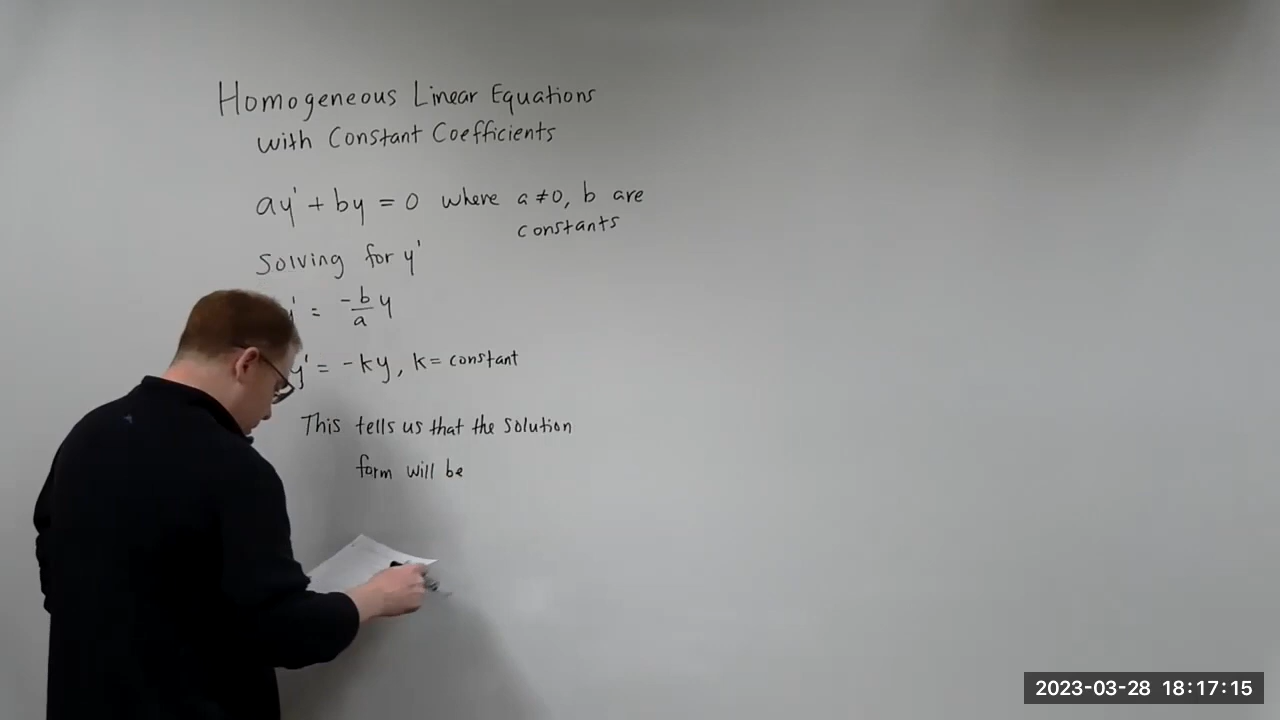 Homogeneous Linear Equations
with Constant Coefficients
ay' + by = 0 where a ≠ 0, b are
constants
Solving for y'
y' = -b/a y
y' = -ky, k = constant
This tells us that the solution
form will be
2023-03-28 18:17:15